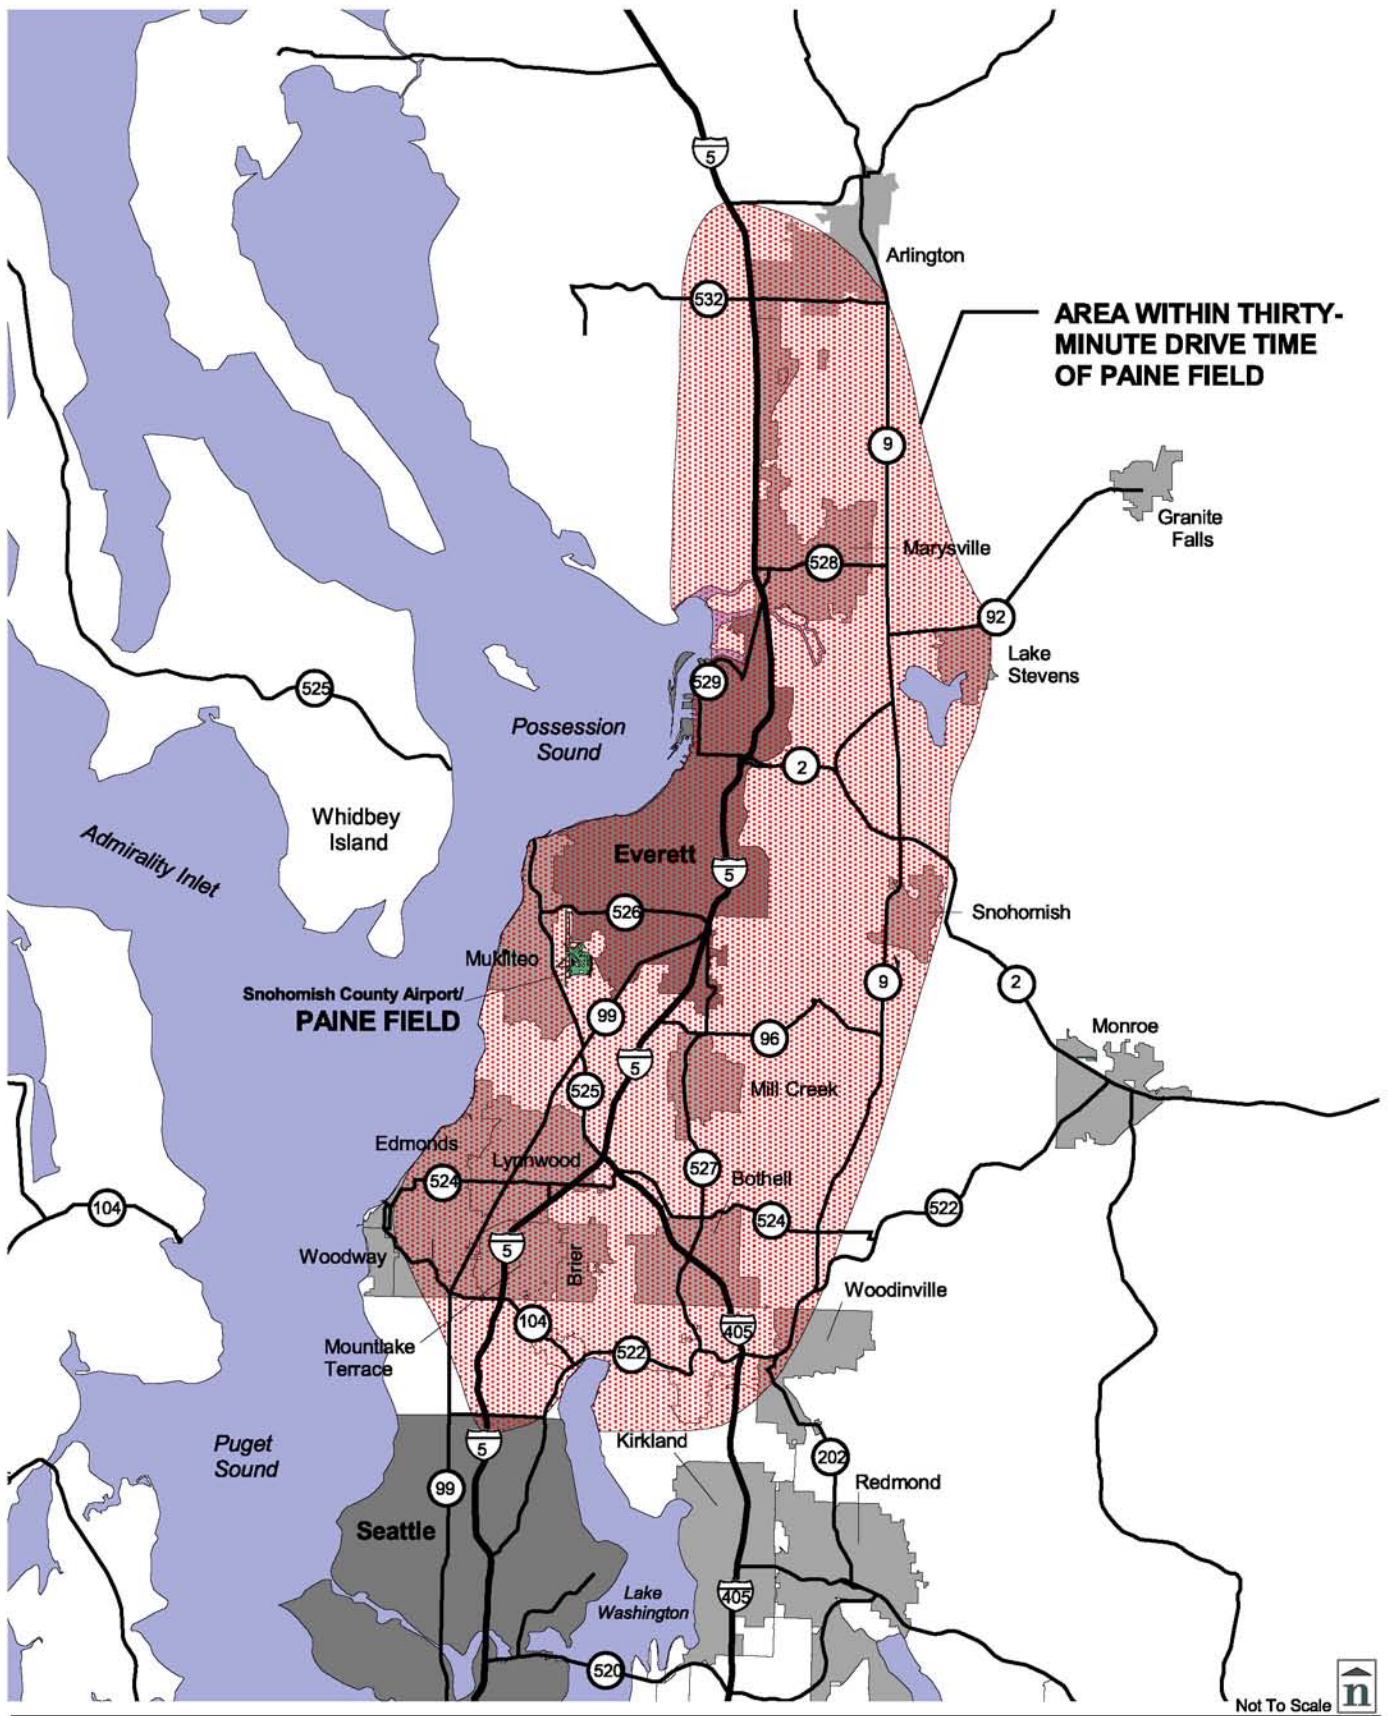 5
Arlington
532
AREA WITHIN THIRTY-
MINUTE DRIVE TIME
OF PAINE FIELD
9
Granite
Falls
Marysville
528
92
Lake
Stevens
529
525
Possession
Sound
2
Whidbey
Island
Admirality Inlet
Everett
5
526
Snohomish
Mukilteo
9
2
Snohomish County Airport/
PAINE FIELD
99
96
Monroe
5
525
Mill Creek
Edmonds
Lynnwood
527
Bothell
524
104
524
522
5
Woodway
Brier
Woodinville
104
405
Mountlake
Terrace
522
Kirkland
5
Puget
Sound
202
Redmond
99
Seattle
Lake
Washington
405
520
Not To Scale
n